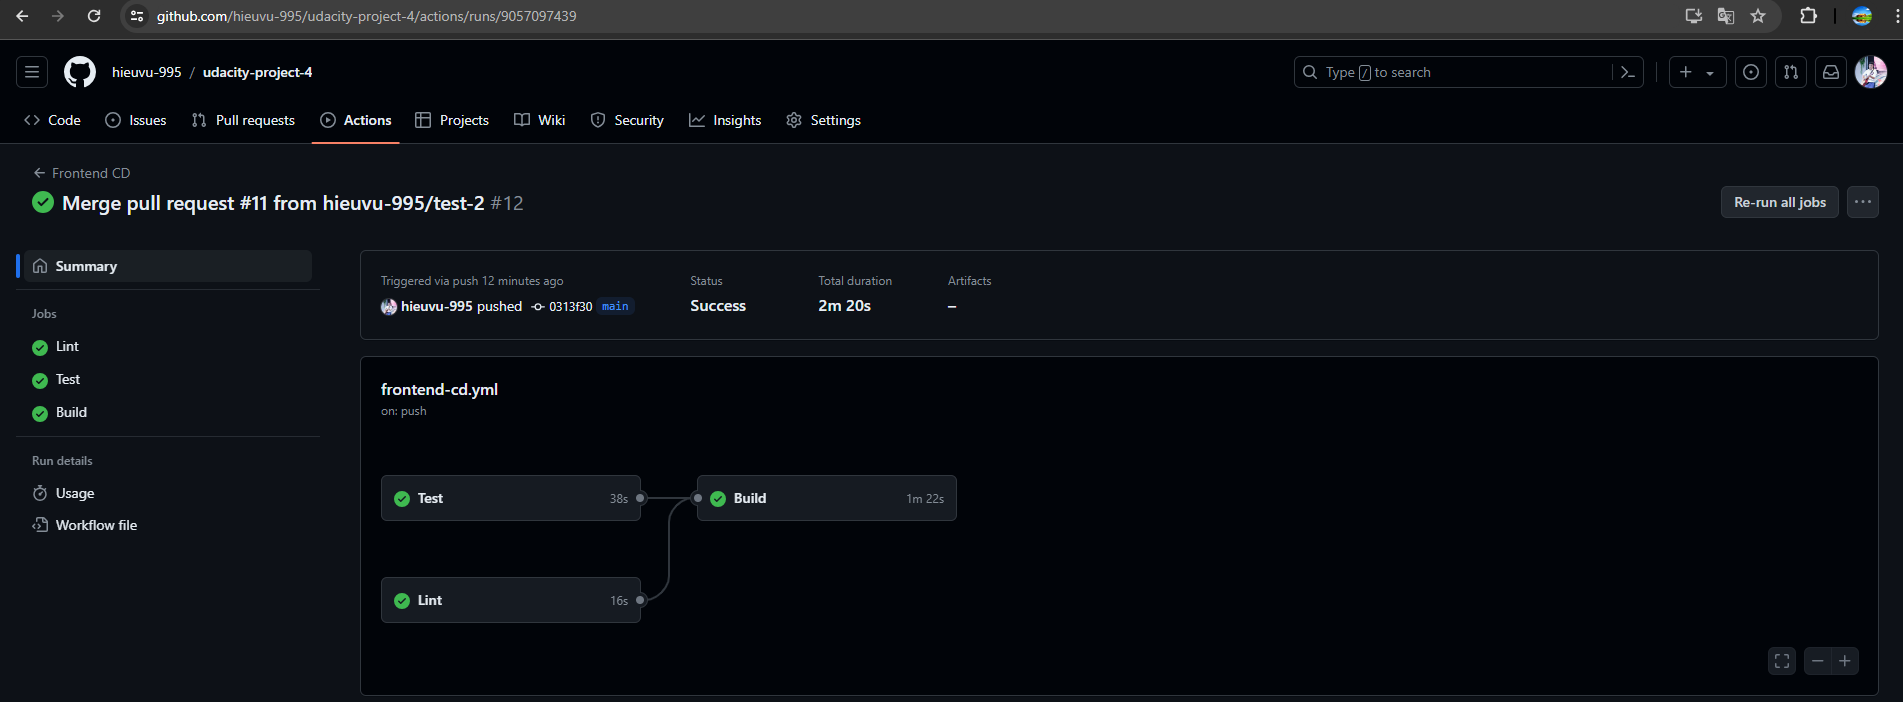 github.com/hieuvu-995/udacity-project-4/actions/runs/9057097439
hieuvu-995 / udacity-project-4
Type / to search
Code Issues Pull requests Actions Projects Wiki Security Insights Settings
Frontend CD
Merge pull request #11 from hieuvu-995/test-2 #12
Re-run all jobs
Summary
Jobs
Lint
Test
Build
Run details
Usage
Workflow file
Triggered via push 12 minutes ago
hieuvu-995 pushed 0313f30 main
Status
Success
Total duration
2m 20s
Artifacts
–
frontend-cd.yml
on: push
Test 38s
Build 1m 22s
Lint 16s